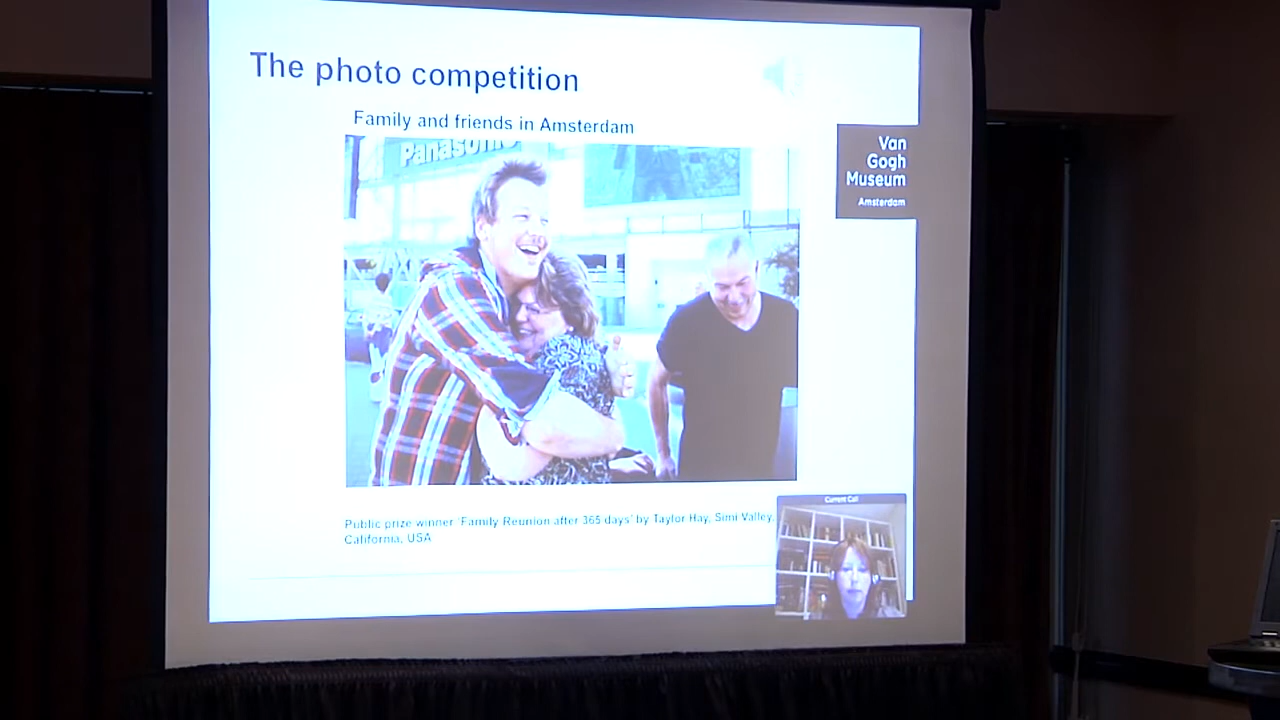 The photo competition
Family and friends in Amsterdam
Panasonic
Van
Gogh
Museum
Amsterdam
Public prize winner 'Family Reunion after 365 days' by Taylor Hay, Simi Valley,
California, USA
Current Call